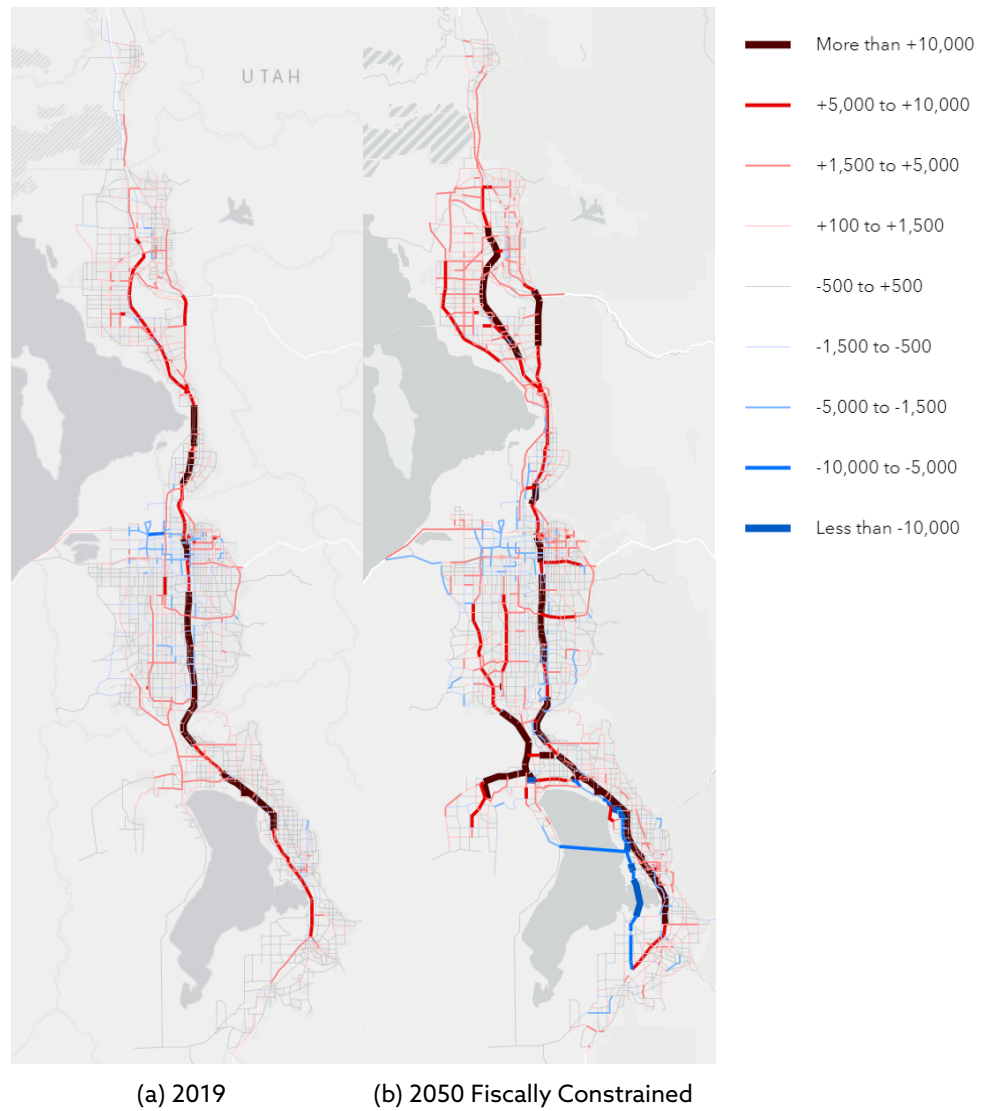 UTAH
More than +10,000
+5,000 to +10,000
+1,500 to +5,000
+100 to +1,500
-500 to +500
-1,500 to -500
-5,000 to -1,500
-10,000 to -5,000
Less than -10,000
(a) 2019
(b) 2050 Fiscally Constrained